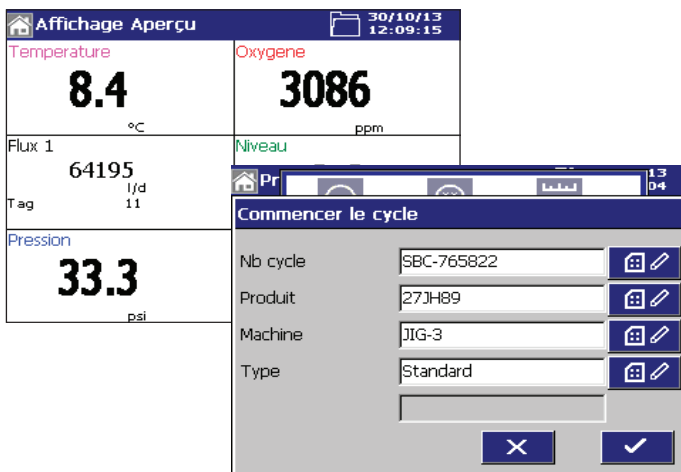 Affichage Aperçu
30/10/13
12:09:15
Temperature
8.4
°C
Oxygene
3086
ppm
Flux 1
64195
l/d
Tag 11
Niveau
Pression
33.3
psi
Pr
13
04
Commencer le cycle
Nb cycle SBC-765822
Produit 27JH89
Machine JIG-3
Type Standard